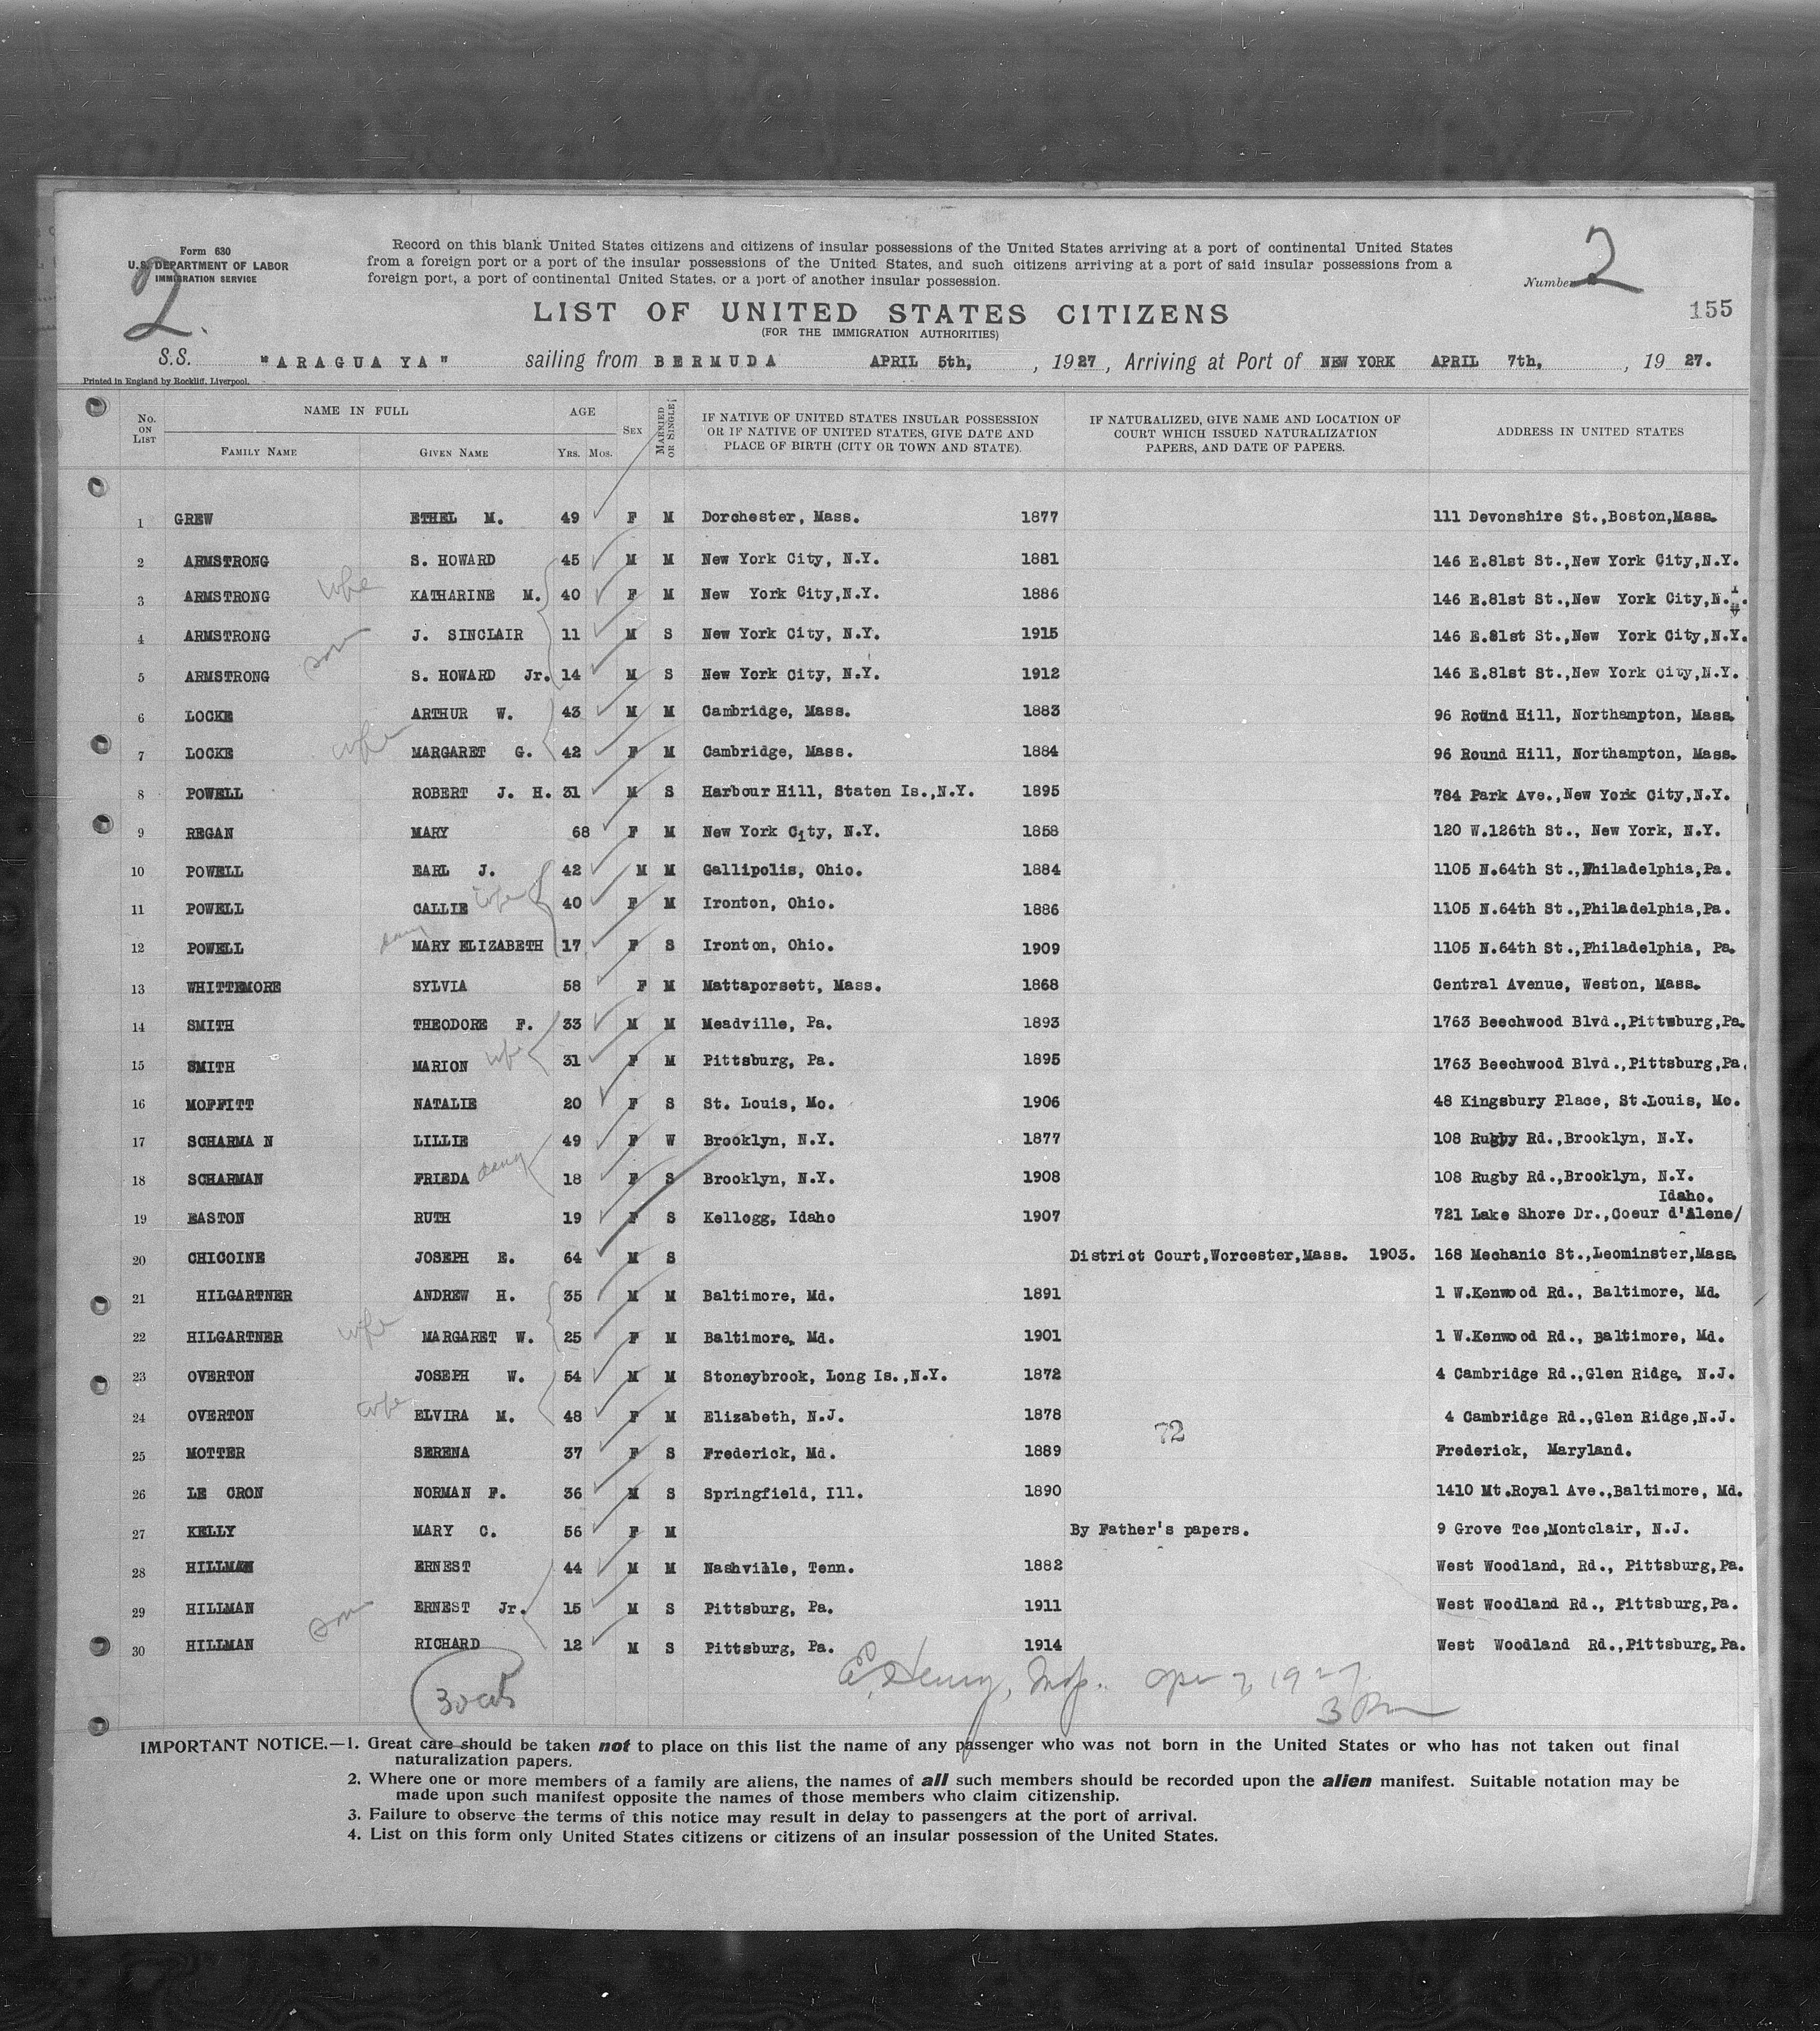 Form 630
U.S. DEPARTMENT OF LABOR
IMMIGRATION SERVICE
2.
Record on this blank United States citizens and citizens of insular possessions of the United States arriving at a port of continental United States
from a foreign port or a port of the insular possessions of the United States, and such citizens arriving at a port of said insular possessions from a
foreign port, a port of continental United States, or a port of another insular possession.
Number 2
155
LIST OF UNITED STATES CITIZENS
(FOR THE IMMIGRATION AUTHORITIES)
S.S. "ARAGUA YA" sailing from BERMUDA APRIL 5th, , 1927, Arriving at Port of NEW YORK APRIL 7th, , 19 27.
Printed in England by Rockliff, Liverpool.
No. ON LIST NAME IN FULL AGE SEX MARRIED OR SINGLE IF NATIVE OF UNITED STATES INSULAR POSSESSION OR IF NATIVE OF UNITED STATES, GIVE DATE AND PLACE OF BIRTH (CITY OR TOWN AND STATE). IF NATURALIZED, GIVE NAME AND LOCATION OF COURT WHICH ISSUED NATURALIZATION PAPERS, AND DATE OF PAPERS. ADDRESS IN UNITED STATES
FAMILY NAME GIVEN NAME YRS. MOS.
1 GREW ETHEL M. 49 F M Dorchester, Mass. 1877 111 Devonshire St.,Boston,Mass.
2 ARMSTRONG S. HOWARD 45 M M New York City, N.Y. 1881 146 E.81st St.,New York City,N.Y.
3 ARMSTRONG wife KATHARINE M. 40 F M New York City,N.Y. 1886 146 E.81st St.,New York City,N.Y.
4 ARMSTRONG J. SINCLAIR 11 M S New York City, N.Y. 1915 146 E.81st St.,New York City,N.Y.
5 ARMSTRONG son S. HOWARD Jr. 14 M S New York City, N.Y. 1912 146 E.81st St.,New York City,N.Y.
6 LOCKE ARTHUR W. 43 M M Cambridge, Mass. 1883 96 Round Hill, Northampton, Mass.
7 LOCKE wife MARGARET G. 42 F M Cambridge, Mass. 1884 96 Round Hill, Northampton, Mass.
8 POWELL ROBERT J. H. 31 M S Harbour Hill, Staten Is.,N.Y. 1895 784 Park Ave.,New York City,N.Y.
9 REGAN MARY 68 F M New York City, N.Y. 1858 120 W.126th St., New York, N.Y.
10 POWELL EARL J. 42 M M Gallipolis, Ohio. 1884 1105 N.64th St.,Philadelphia,Pa.
11 POWELL CALLIE wife 40 F M Ironton, Ohio. 1886 1105 N.64th St.,Philadelphia,Pa.
12 POWELL daug MARY ELIZABETH 17 F S Ironton, Ohio. 1909 1105 N.64th St.,Philadelphia, Pa.
13 WHITTEMORE SYLVIA 58 F M Mattaporsett, Mass. 1868 Central Avenue, Weston, Mass.
14 SMITH THEODORE F. 33 M M Meadville, Pa. 1893 1763 Beechwood Blvd.,Pittsburg,Pa.
15 SMITH MARION wife 31 F M Pittsburg, Pa. 1895 1763 Beechwood Blvd.,Pittsburg,Pa.
16 MOFFITT NATALIE 20 F S St. Louis, Mo. 1906 48 Kingsbury Place, St.Louis, Mo.
17 SCHARMA N LILLIE 49 F W Brooklyn, N.Y. 1877 108 Rugby Rd.,Brooklyn, N.Y.
18 SCHARMAN FRIEDA daug 18 F S Brooklyn, N.Y. 1908 108 Rugby Rd.,Brooklyn, N.Y.
Idaho.
19 EASTON RUTH 19 F S Kellogg, Idaho 1907 721 Lake Shore Dr.,Coeur d'Alene/
20 CHICOINE JOSEPH E. 64 M S District Court,Worcester,Mass. 1903. 168 Mechanic St.,Leominster,Mass.
21 HILGARTNER ANDREW H. 35 M M Baltimore, Md. 1891 1 W.Kenwood Rd., Baltimore, Md.
22 HILGARTNER wife MARGARET W. 25 F M Baltimore, Md. 1901 1 W.Kenwood Rd., Baltimore, Md.
23 OVERTON JOSEPH W. 54 M M Stoneybrook, Long Is.,N.Y. 1872 4 Cambridge Rd.,Glen Ridge, N.J.
24 OVERTON wife ELVIRA M. 48 F M Elizabeth, N.J. 1878 4 Cambridge Rd.,Glen Ridge,N.J.
72
25 MOTTER SERENA 37 F S Frederick, Md. 1889 Frederick, Maryland.
26 LE CRON NORMAN F. 36 M S Springfield, Ill. 1890 1410 Mt.Royal Ave.,Baltimore, Md.
27 KELLY MARY C. 56 F M By Father's papers. 9 Grove Tce,Montclair, N.J.
28 HILLMAN ERNEST 44 M M Nashville, Tenn. 1882 West Woodland, Rd., Pittsburg,Pa.
29 HILLMAN son ERNEST Jr. 15 M S Pittsburg, Pa. 1911 West Woodland Rd., Pittsburg,Pa.
30 HILLMAN RICHARD 12 M S Pittsburg, Pa. 1914 West Woodland Rd.,Pittsburg,Pa.
Henry, Insp. Apr 7, 1927.
3 Pm
IMPORTANT NOTICE.—1. Great care should be taken not to place on this list the name of any passenger who was not born in the United States or who has not taken out final
naturalization papers.
2. Where one or more members of a family are aliens, the names of all such members should be recorded upon the alien manifest. Suitable notation may be
made upon such manifest opposite the names of those members who claim citizenship.
3. Failure to observe the terms of this notice may result in delay to passengers at the port of arrival.
4. List on this form only United States citizens or citizens of an insular possession of the United States.